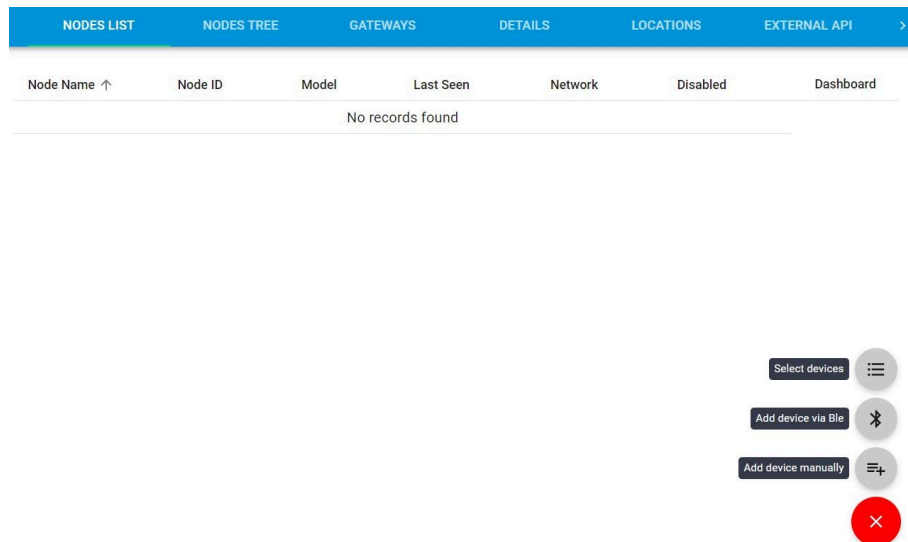 NODES LIST NODES TREE GATEWAYS DETAILS LOCATIONS EXTERNAL API
Node Name Node ID Model Last Seen Network Disabled Dashboard
No records found
Select devices
Add device via Ble
Add device manually